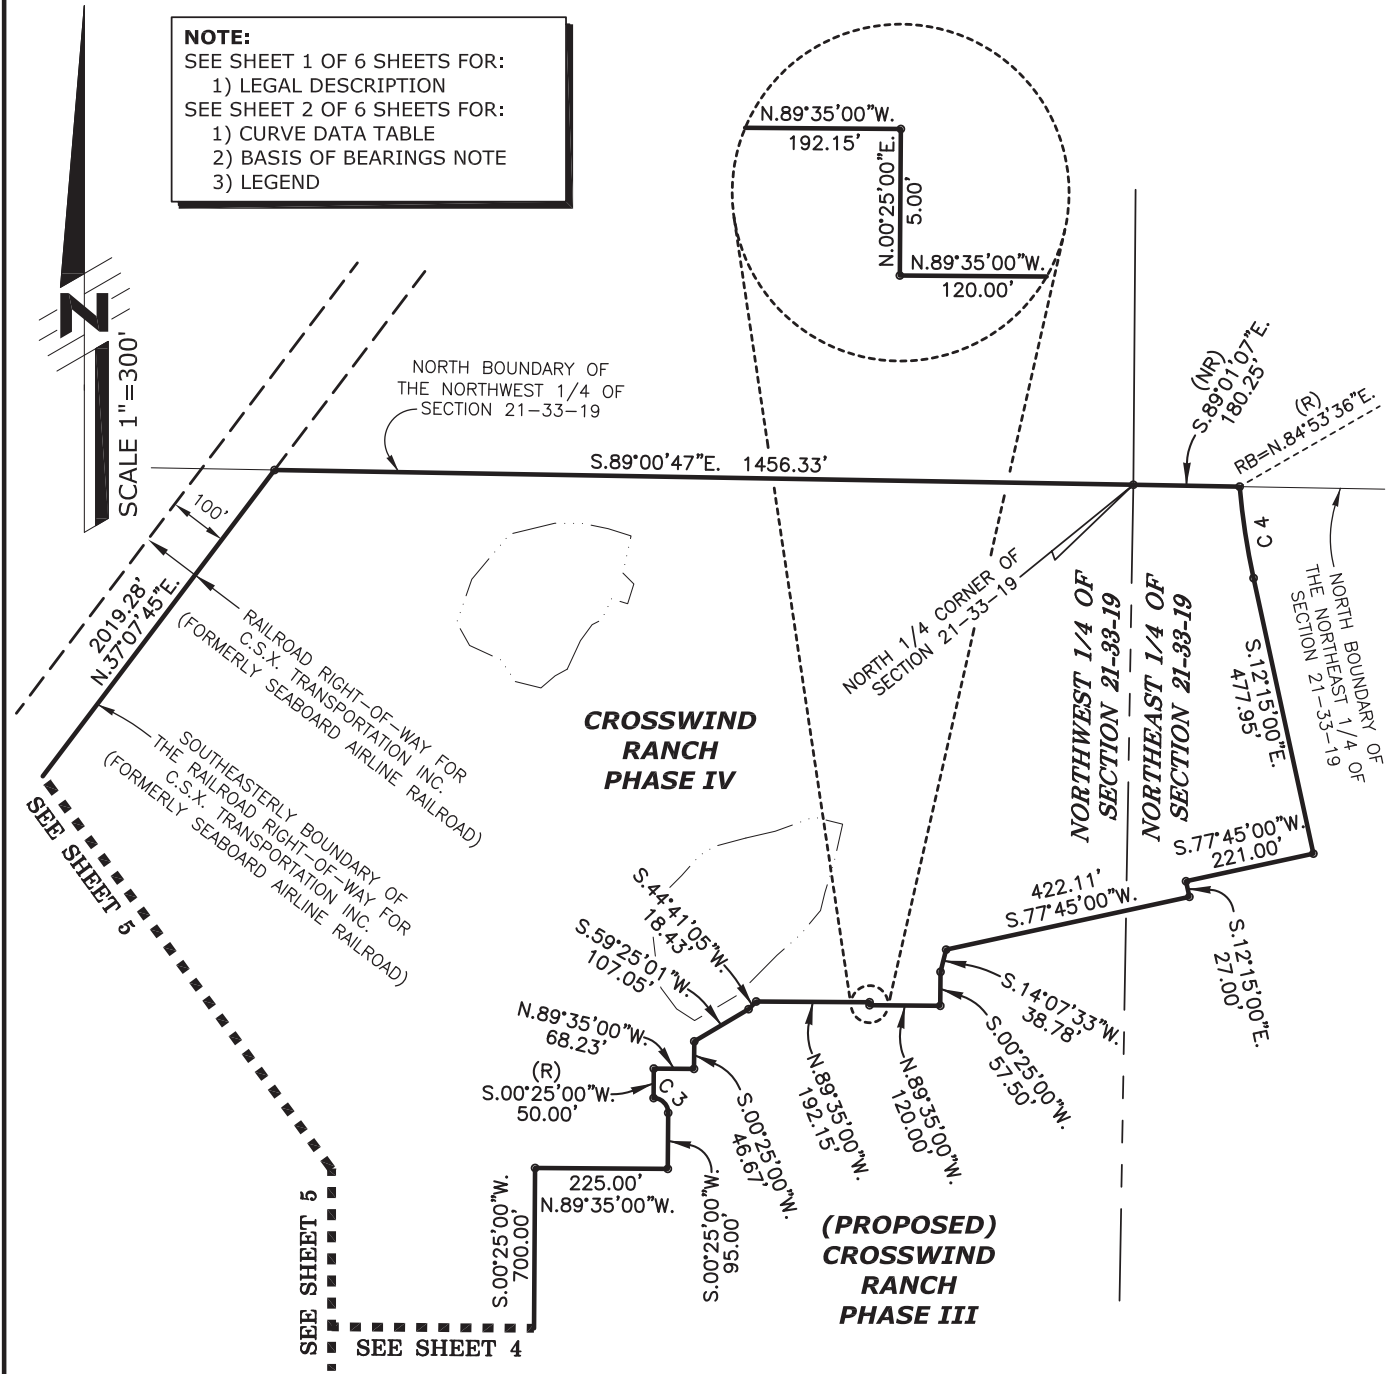 NOTE:
SEE SHEET 1 OF 6 SHEETS FOR:
1) LEGAL DESCRIPTION
SEE SHEET 2 OF 6 SHEETS FOR:
1) CURVE DATA TABLE
2) BASIS OF BEARINGS NOTE
3) LEGEND
N
SCALE 1"=300'
N.89°35'00"W.
192.15'
N.00°25'00"E.
5.00'
N.89°35'00"W.
120.00'
NORTH BOUNDARY OF
THE NORTHWEST 1/4 OF
SECTION 21-33-19
S.89°00'47"E. 1456.33'
(NR)
S.89°01'07"E.
180.25'
(R)
RB=N.84°53'36"E.
100'
2019.28'
N.37°07'45"E.
RAILROAD RIGHT-OF-WAY FOR
C.S.X. TRANSPORTATION INC.
(FORMERLY SEABOARD AIRLINE RAILROAD)
SOUTHEASTERLY BOUNDARY OF
THE RAILROAD RIGHT-OF-WAY FOR
C.S.X. TRANSPORTATION INC.
(FORMERLY SEABOARD AIRLINE RAILROAD)
NORTH 1/4 CORNER OF
SECTION 21-33-19
NORTHWEST 1/4 OF
SECTION 21-33-19
NORTHEAST 1/4 OF
SECTION 21-33-19
C 4
S.12°15'00"E.
477.95'
NORTH BOUNDARY OF
THE NORTHEAST 1/4 OF
SECTION 21-33-19
CROSSWIND
RANCH
PHASE IV
SEE SHEET 5
S.77°45'00"W.
221.00'
422.11'
S.77°45'00"W.
S.12°15'00"E.
27.00'
S.14°07'33"W.
38.78'
S.00°25'00"W.
57.50'
N.89°35'00"W.
120.00'
N.89°35'00"W.
192.15'
S.44°41'05"W.
18.43'
S.59°25'01"W.
107.05'
S.00°25'00"W.
46.67'
N.89°35'00"W.
68.23'
(R)
S.00°25'00"W.
50.00'
C 3
S.00°25'00"W.
95.00'
225.00'
N.89°35'00"W.
S.00°25'00"W.
700.00'
(PROPOSED)
CROSSWIND
RANCH
PHASE III
SEE SHEET 5
SEE SHEET 4